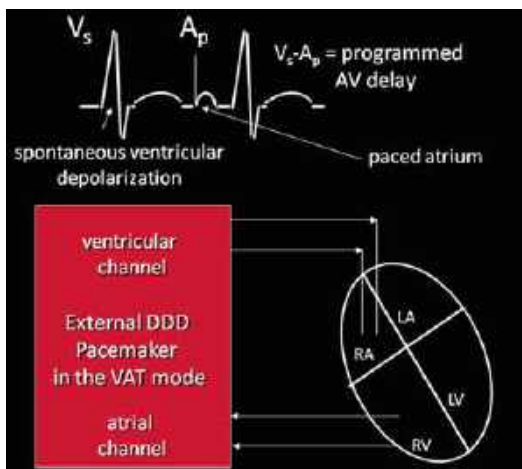 Vs
Ap
Vs-Ap = programmed
AV delay
spontaneous ventricular
depolarization
paced atrium
ventricular
channel
External DDD
Pacemaker
in the VAT mode
atrial
channel
LA
RA
LV
RV